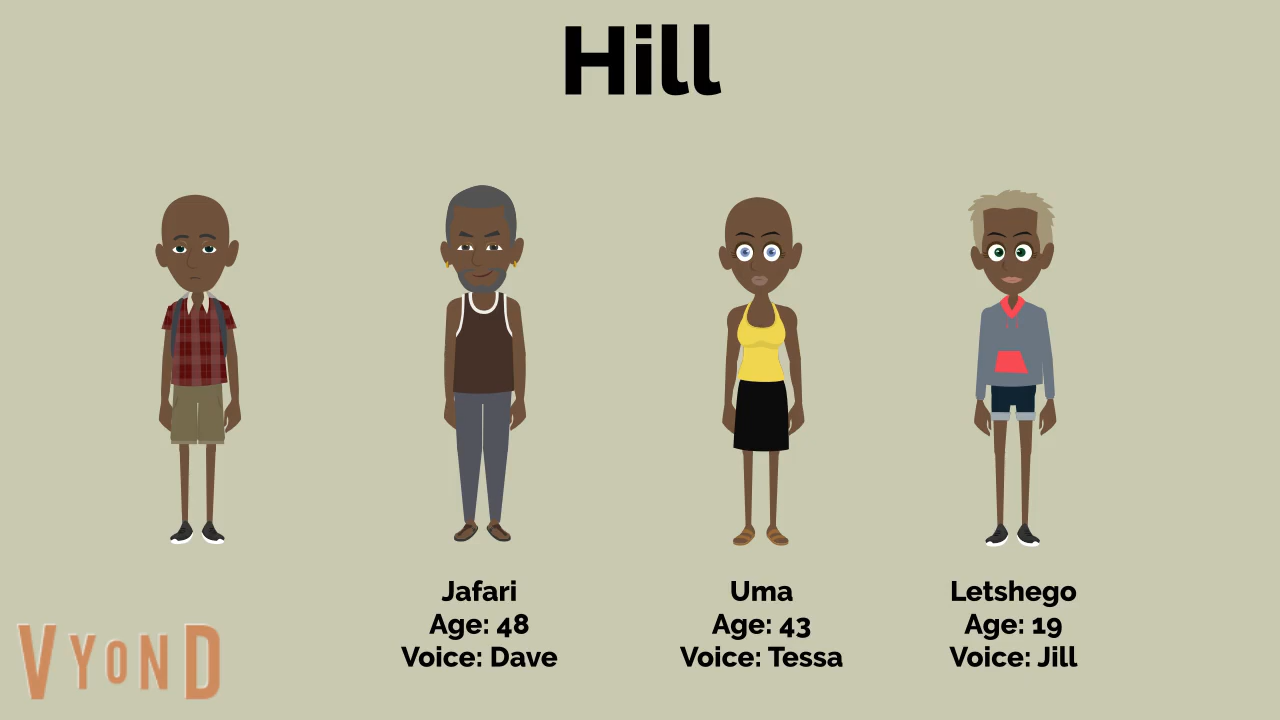 Hill
Jafari
Age: 48
Voice: Dave
Uma
Age: 43
Voice: Tessa
Letshego
Age: 19
Voice: Jill
VYOND